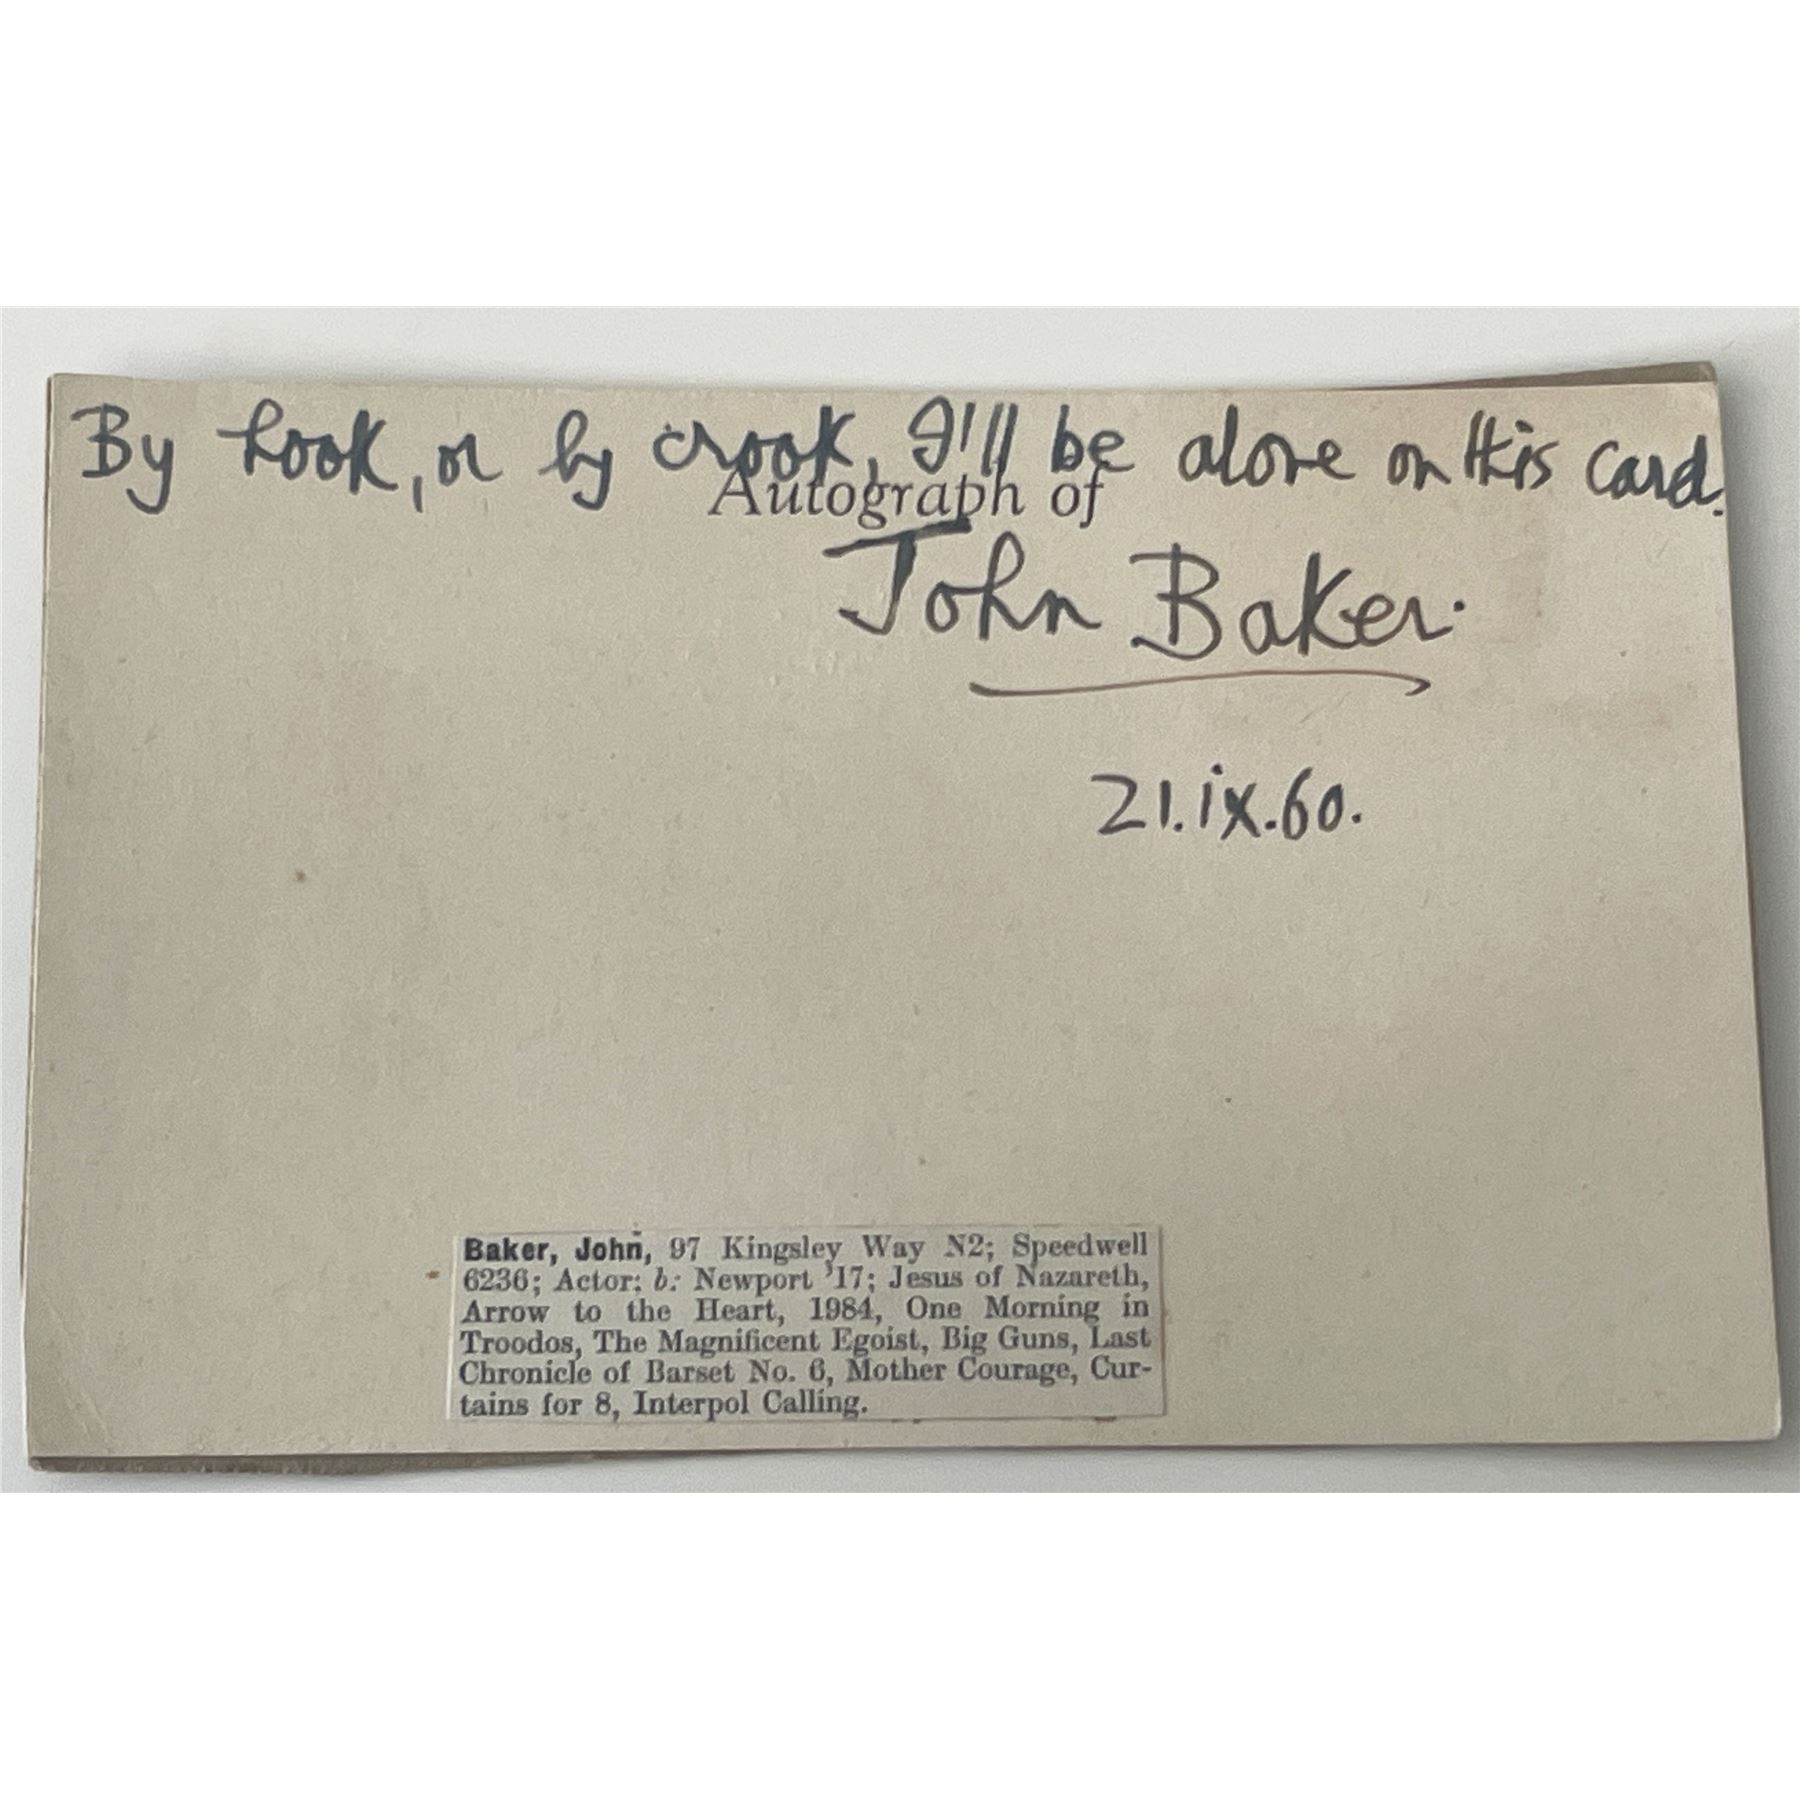 By hook, or by crook, I'll be alone on this card.
Autograph of
John Baker.
21.ix.60.
Baker, John, 97 Kingsley Way N2; Speedwell
6236; Actor: b: Newport '17; Jesus of Nazareth,
Arrow to the Heart, 1984, One Morning in
Troodos, The Magnificent Egoist, Big Guns, Last
Chronicle of Barset No. 6, Mother Courage, Cur-
tains for 8, Interpol Calling.